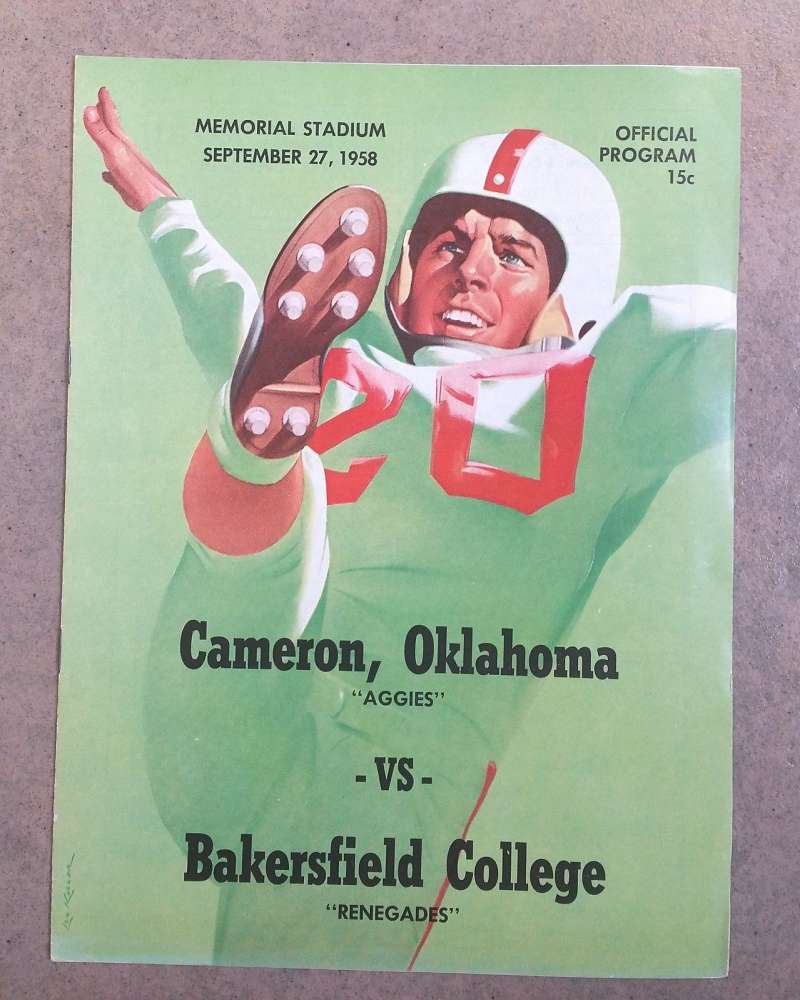 MEMORIAL STADIUM
SEPTEMBER 27, 1958
OFFICIAL
PROGRAM
15c
20
Cameron, Oklahoma
“AGGIES”
- VS -
Bakersfield College
“RENEGADES”